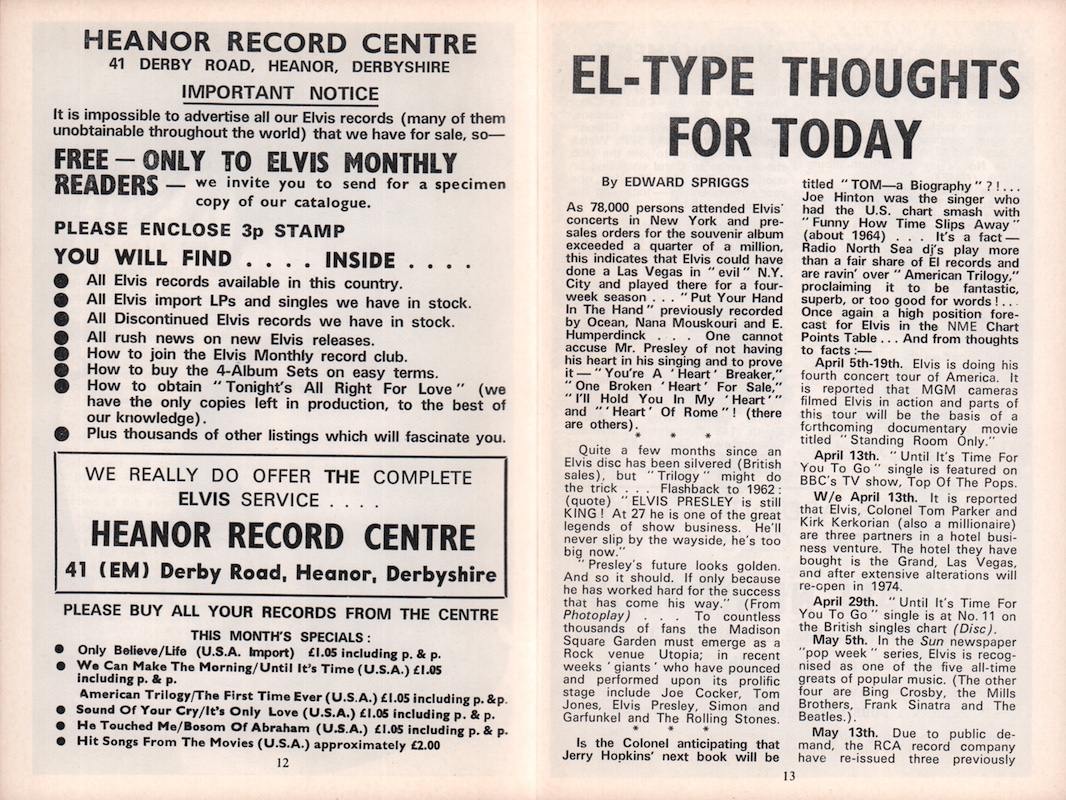 HEANOR RECORD CENTRE
41 DERBY ROAD, HEANOR, DERBYSHIRE
IMPORTANT NOTICE
It is impossible to advertise all our Elvis records (many of them
unobtainable throughout the world) that we have for sale, so—
FREE — ONLY TO ELVIS MONTHLY
READERS — we invite you to send for a specimen
copy of our catalogue.
PLEASE ENCLOSE 3p STAMP
YOU WILL FIND . . . . INSIDE . . . .
● All Elvis records available in this country.
● All Elvis import LPs and singles we have in stock.
● All Discontinued Elvis records we have in stock.
● All rush news on new Elvis releases.
● How to join the Elvis Monthly record club.
● How to buy the 4-Album Sets on easy terms.
● How to obtain "Tonight's All Right For Love" (we
have the only copies left in production, to the best of
our knowledge).
● Plus thousands of other listings which will fascinate you.
WE REALLY DO OFFER THE COMPLETE
ELVIS SERVICE . . . .
HEANOR RECORD CENTRE
41 (EM) Derby Road, Heanor, Derbyshire
PLEASE BUY ALL YOUR RECORDS FROM THE CENTRE
THIS MONTH'S SPECIALS :
● Only Believe/Life (U.S.A. Import) £1.05 including p. & p.
● We Can Make The Morning/Until It's Time (U.S.A.) £1.05
including p. & p.
American Trilogy/The First Time Ever (U.S.A.) £1.05 including p. & p.
● Sound Of Your Cry/It's Only Love (U.S.A.) £1.05 including p. & p.
● He Touched Me/Bosom Of Abraham (U.S.A.) £1.05 including p. & p.
● Hit Songs From The Movies (U.S.A.) approximately £2.00
12
EL-TYPE THOUGHTS
FOR TODAY
By EDWARD SPRIGGS
As 78,000 persons attended Elvis'
concerts in New York and pre-
sales orders for the souvenir album
exceeded a quarter of a million,
this indicates that Elvis could have
done a Las Vegas in "evil" N.Y.
City and played there for a four-
week season . . . "Put Your Hand
In The Hand" previously recorded
by Ocean, Nana Mouskouri and E.
Humperdinck . . . One cannot
accuse Mr. Presley of not having
his heart in his singing and to prove
it — "You're A 'Heart' Breaker,"
"One Broken 'Heart' For Sale,"
"I'll Hold You In My 'Heart'"
and "'Heart' Of Rome"! (there
are others).
* * *
Quite a few months since an
Elvis disc has been silvered (British
sales), but "Trilogy" might do
the trick . . . Flashback to 1962 :
(quote) "ELVIS PRESLEY is still
KING! At 27 he is one of the great
legends of show business. He'll
never slip by the wayside, he's too
big now."
"Presley's future looks golden.
And so it should. If only because
he has worked hard for the success
that has come his way." (From
Photoplay) . . . To countless
thousands of fans the Madison
Square Garden must emerge as a
Rock venue Utopia; in recent
weeks 'giants' who have pounced
and performed upon its prolific
stage include Joe Cocker, Tom
Jones, Elvis Presley, Simon and
Garfunkel and The Rolling Stones.
* * *
Is the Colonel anticipating that
Jerry Hopkins' next book will be
titled "TOM—a Biography"?!...
Joe Hinton was the singer who
had the U.S. chart smash with
"Funny How Time Slips Away"
(about 1964) . . . It's a fact —
Radio North Sea dj's play more
than a fair share of El records and
are ravin' over "American Trilogy,"
proclaiming it to be fantastic,
superb, or too good for words!...
Once again a high position fore-
cast for Elvis in the NME Chart
Points Table . . . And from thoughts
to facts :—
April 5th-19th. Elvis is doing his
fourth concert tour of America. It
is reported that MGM cameras
filmed Elvis in action and parts of
this tour will be the basis of a
forthcoming documentary movie
titled "Standing Room Only."
April 13th. "Until It's Time For
You To Go" single is featured on
BBC's TV show, Top Of The Pops.
W/e April 13th. It is reported
that Elvis, Colonel Tom Parker and
Kirk Kerkorian (also a millionaire)
are three partners in a hotel busi-
ness venture. The hotel they have
bought is the Grand, Las Vegas,
and after extensive alterations will
re-open in 1974.
April 29th. "Until It's Time For
You To Go" single is at No. 11 on
the British singles chart (Disc).
May 5th. In the Sun newspaper
"pop week" series, Elvis is recog-
nised as one of the five all-time
greats of popular music. (The other
four are Bing Crosby, the Mills
Brothers, Frank Sinatra and The
Beatles.).
May 13th. Due to public de-
mand, the RCA record company
have re-issued three previously
13